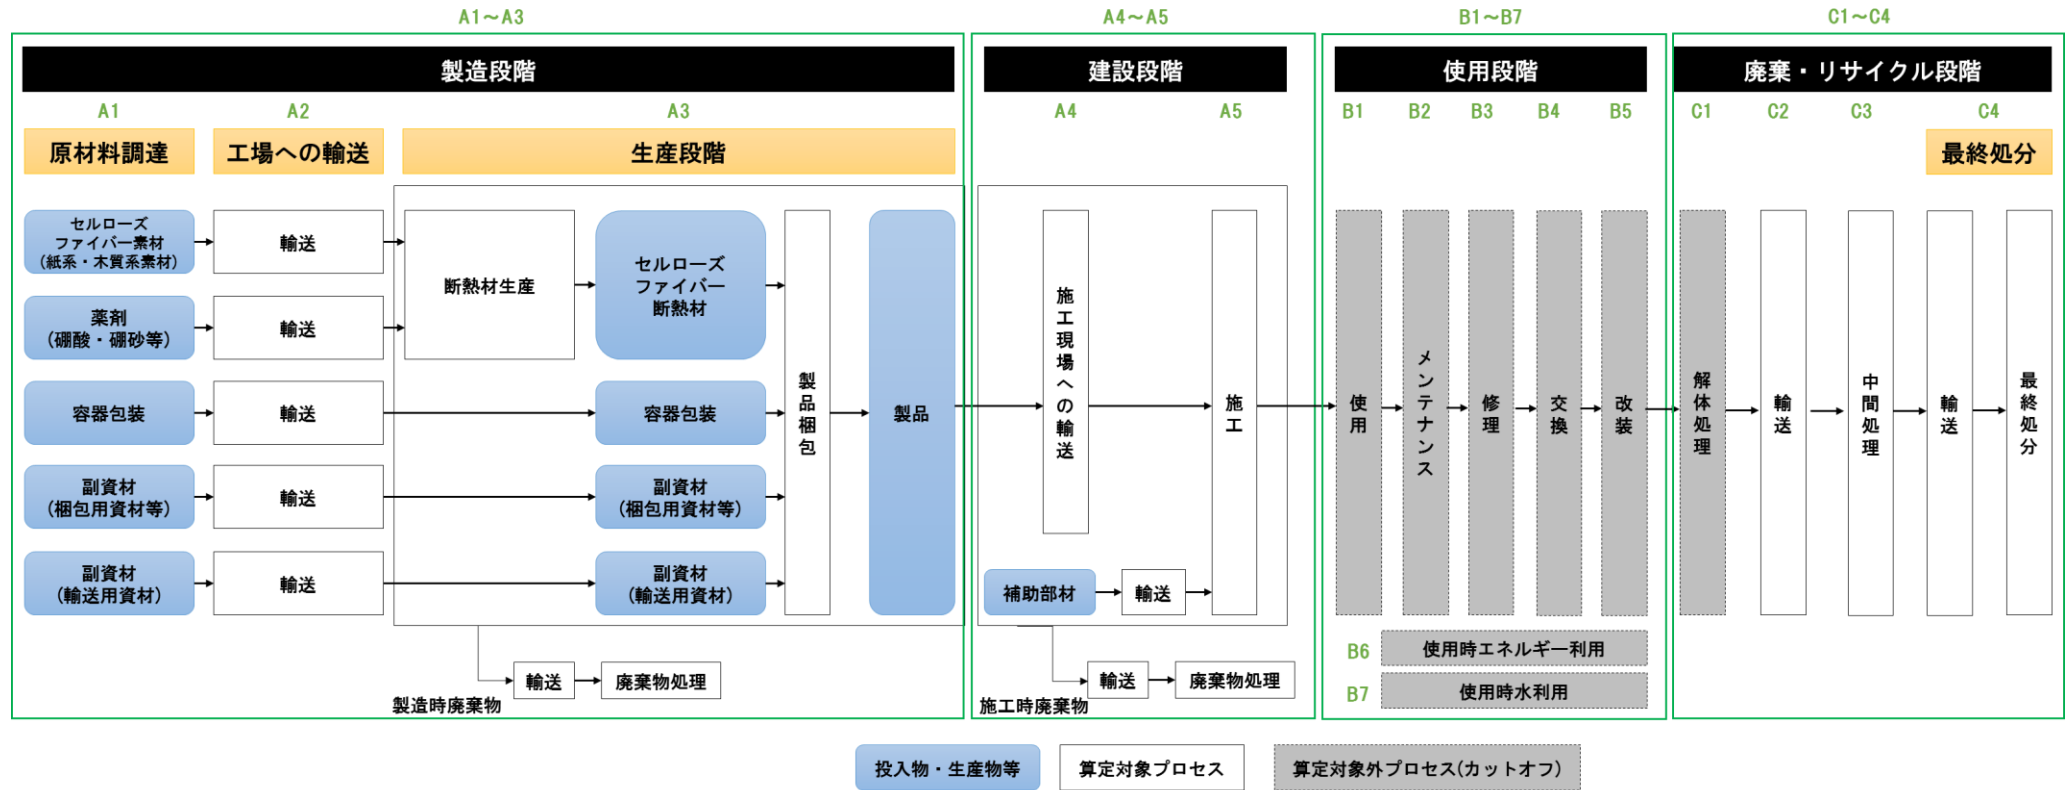 A1～A3
A4～A5
B1～B7
C1～C4
製造段階
建設段階
使用段階
廃棄・リサイクル段階
A1
A2
A3
A4
A5
B1
B2
B3
B4
B5
C1
C2
C3
C4
原材料調達
工場への輸送
生産段階
最終処分
セルローズ
ファイバー素材
(紙系・木質系素材)
輸送
断熱材生産
セルローズ
ファイバー
断熱材
薬剤
(硼酸・硼砂等)
輸送
容器包装
輸送
容器包装
副資材
(梱包用資材等)
輸送
副資材
(梱包用資材等)
副資材
(輸送用資材)
輸送
副資材
(輸送用資材)
製品梱包
製品
輸送
廃棄物処理
製造時廃棄物
施工現場への輸送
施工
補助部材
輸送
輸送
廃棄物処理
施工時廃棄物
使用
メンテナンス
修理
交換
改装
B6
使用時エネルギー利用
B7
使用時水利用
解体処理
輸送
中間処理
輸送
最終処分
投入物・生産物等
算定対象プロセス
算定対象外プロセス(カットオフ)